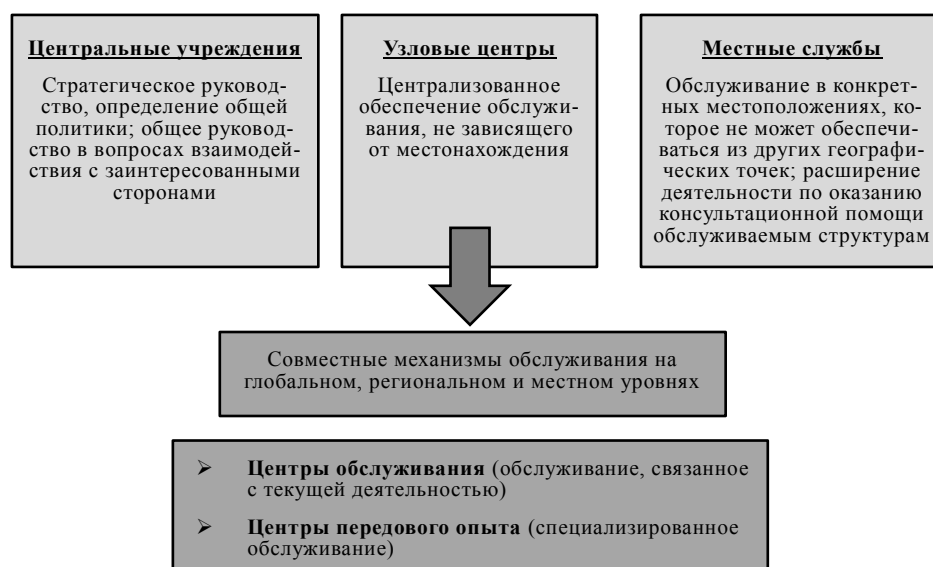 Центральные учреждения
Стратегическое руковод-
ство, определение общей
политики; общее руковод-
ство в вопросах взаимодей-
ствия с заинтересованными
сторонами
Узловые центры
Централизованное
обеспечение обслужи-
вания, не зависящего
от местонахождения
Местные службы
Обслуживание в конкрет-
ных местоположениях, ко-
торое не может обеспечи-
ваться из других географи-
ческих точек; расширение
деятельности по оказанию
консультационной помощи
обслуживаемым структурам
Совместные механизмы обслуживания на
глобальном, региональном и местном уровнях
➢ Центры обслуживания (обслуживание, связанное
с текущей деятельностью)
➢ Центры передового опыта (специализированное
обслуживание)